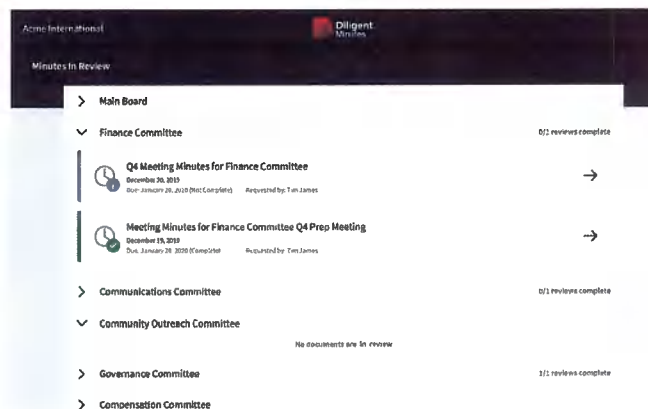 Acme International
Diligent
Minutes
Minutes In Review
Main Board
Finance Committee
0/1 reviews complete
Q4 Meeting Minutes for Finance Committee
December 20, 2019
Due: January 20, 2020 (Not Complete) Requested by: Tim James
Meeting Minutes for Finance Committee Q4 Prep Meeting
December 19, 2019
Due: January 20, 2020 (Complete) Requested by: Tim James
Communications Committee
0/1 reviews complete
Community Outreach Committee
No documents are in review
Governance Committee
1/1 reviews complete
Compensation Committee